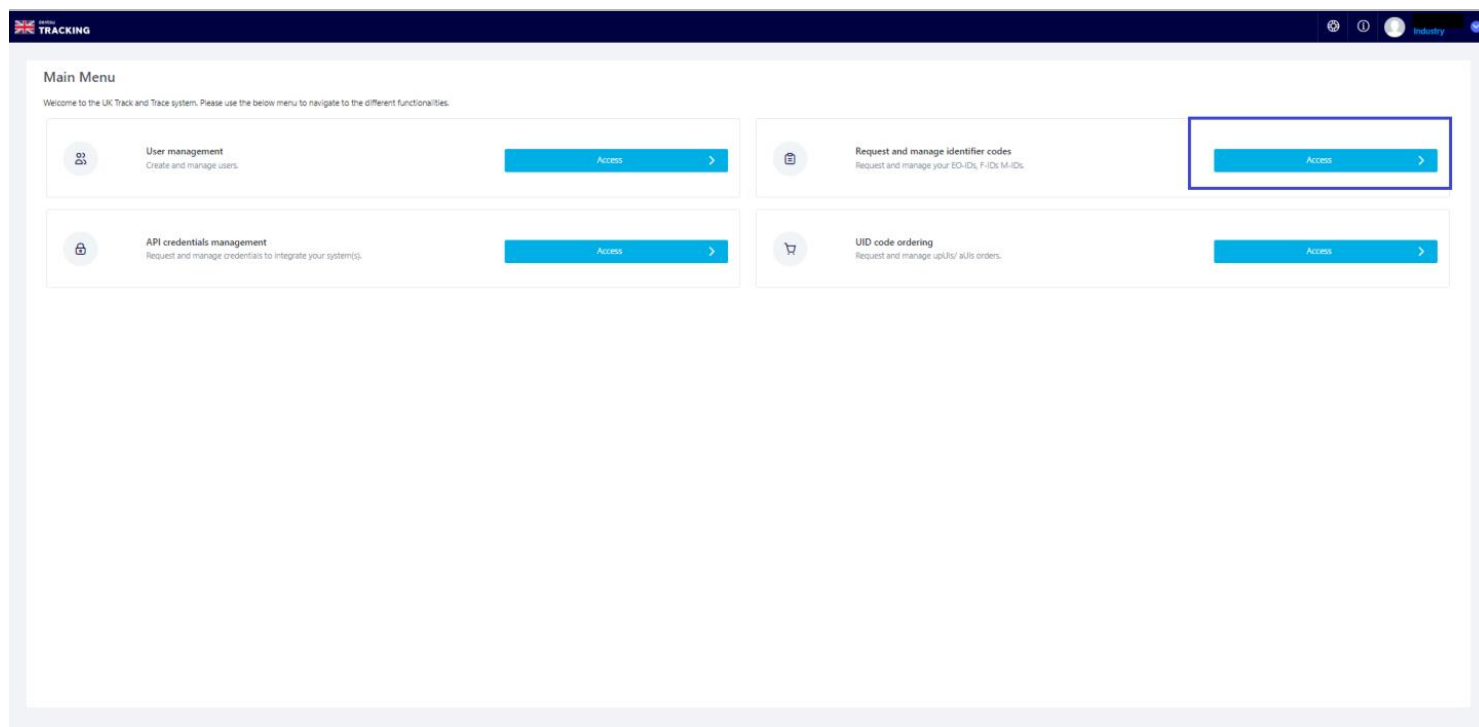 TRACKING
Industry
Main Menu
Welcome to the UK Track and Trace system. Please use the below menu to navigate to the different functionalities.
User management
Create and manage users.
Access
Request and manage identifier codes
Request and manage your EO-IDs, F-IDs M-IDs.
Access
API credentials management
Request and manage credentials to integrate your system(s).
Access
UID code ordering
Request and manage upUIs/ aUIs orders.
Access